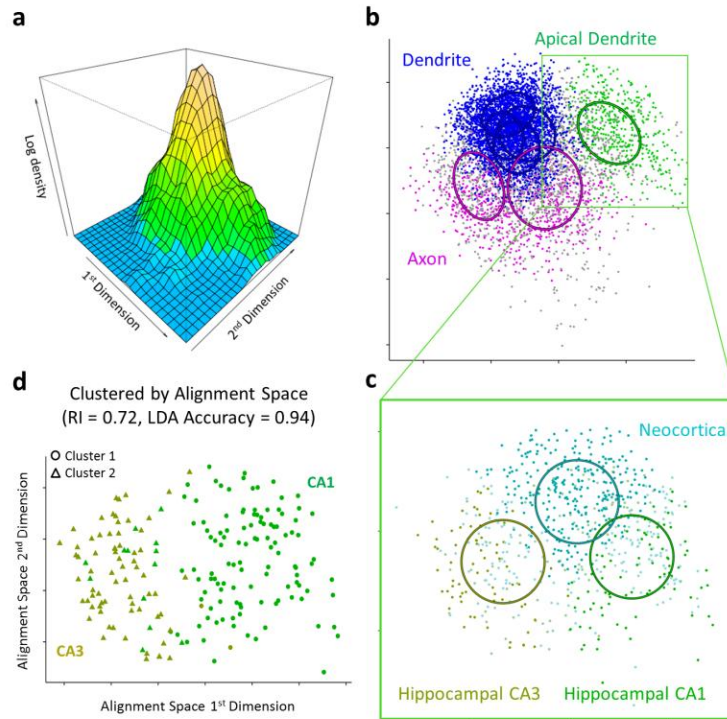 a
Log density
1st Dimension
2nd Dimension
b
Apical Dendrite
Dendrite
Axon
d
Clustered by Alignment Space
(RI = 0.72, LDA Accuracy = 0.94)
Cluster 1
Cluster 2
CA1
CA3
Alignment Space 2nd Dimension
Alignment Space 1st Dimension
c
Neocortical
Hippocampal CA3
Hippocampal CA1